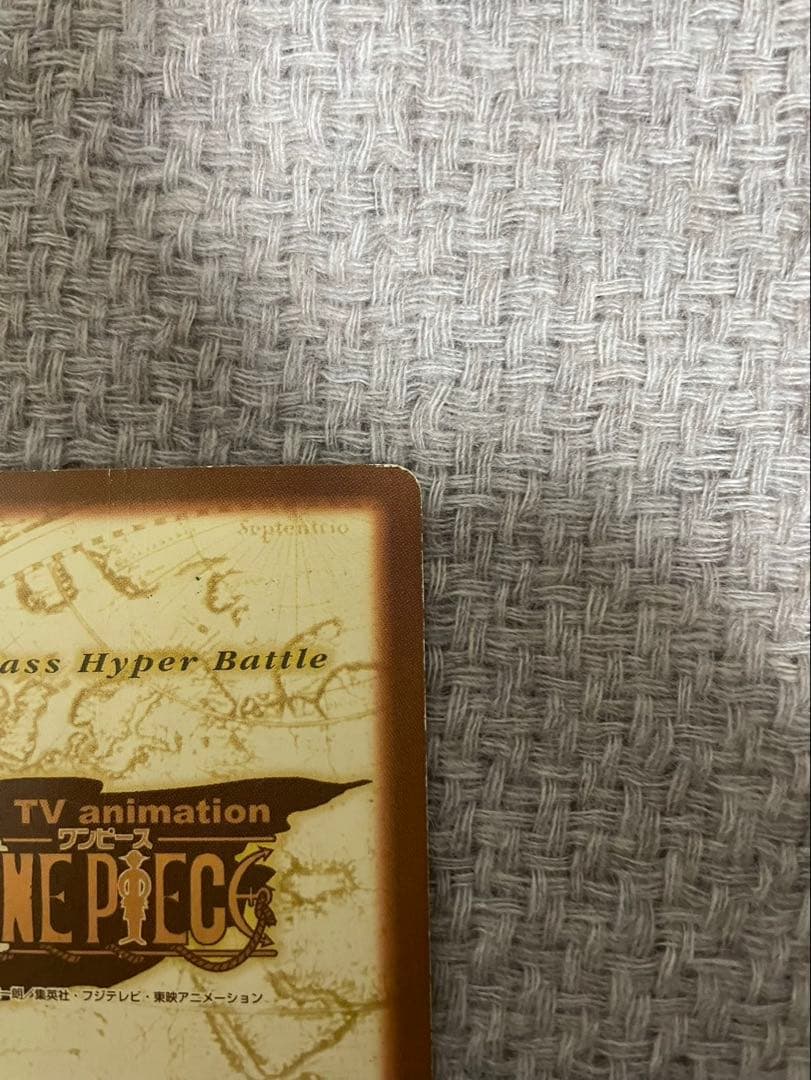 Septentrio
ass Hyper Battle
TV animation
ワンピース
NE PIECE
一朗／集英社・フジテレビ・東映アニメーション